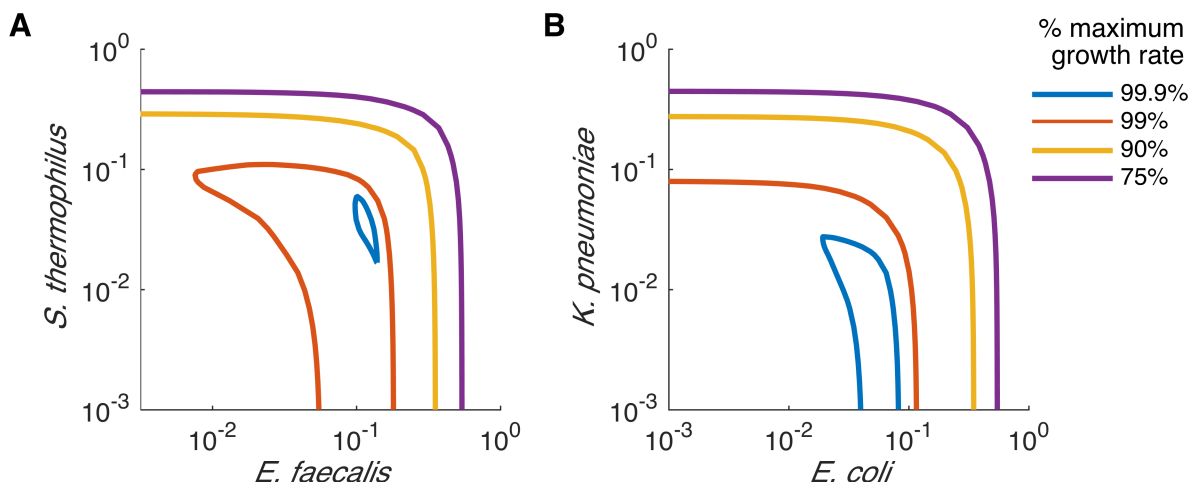 A
10^0
10^-1
10^-2
10^-3
S. thermophilus
10^-2
10^-1
10^0
E. faecalis
B
10^0
10^-1
10^-2
10^-3
K. pneumoniae
10^-3
10^-2
10^-1
10^0
E. coli
% maximum
growth rate
99.9%
99%
90%
75%